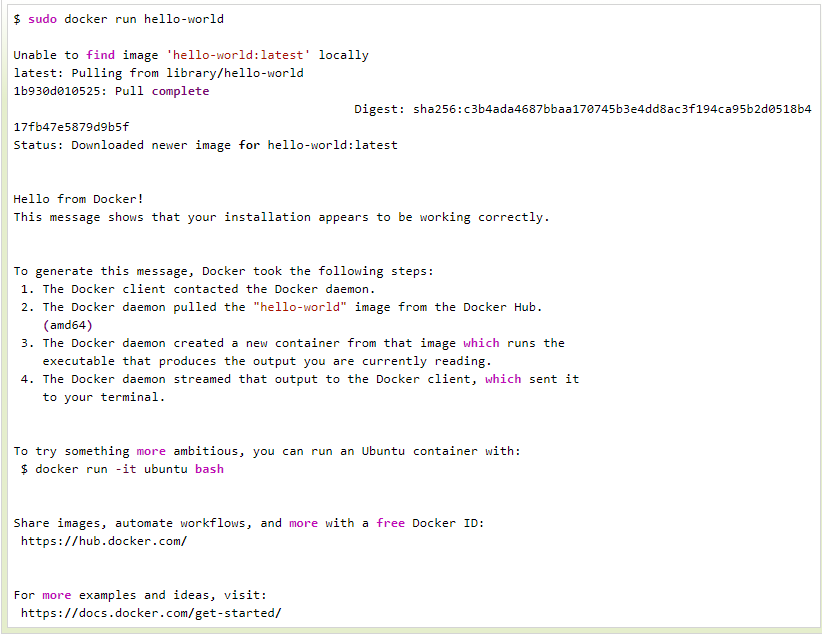 $ sudo docker run hello-world
Unable to find image 'hello-world:latest' locally
latest: Pulling from library/hello-world
1b930d010525: Pull complete
Digest: sha256:c3b4ada4687bbaa170745b3e4dd8ac3f194ca95b2d0518b4
17fb47e5879d9b5f
Status: Downloaded newer image for hello-world:latest
Hello from Docker!
This message shows that your installation appears to be working correctly.
To generate this message, Docker took the following steps:
1. The Docker client contacted the Docker daemon.
2. The Docker daemon pulled the "hello-world" image from the Docker Hub.
(amd64)
3. The Docker daemon created a new container from that image which runs the
executable that produces the output you are currently reading.
4. The Docker daemon streamed that output to the Docker client, which sent it
to your terminal.
To try something more ambitious, you can run an Ubuntu container with:
$ docker run -it ubuntu bash
Share images, automate workflows, and more with a free Docker ID:
https://hub.docker.com/
For more examples and ideas, visit:
https://docs.docker.com/get-started/